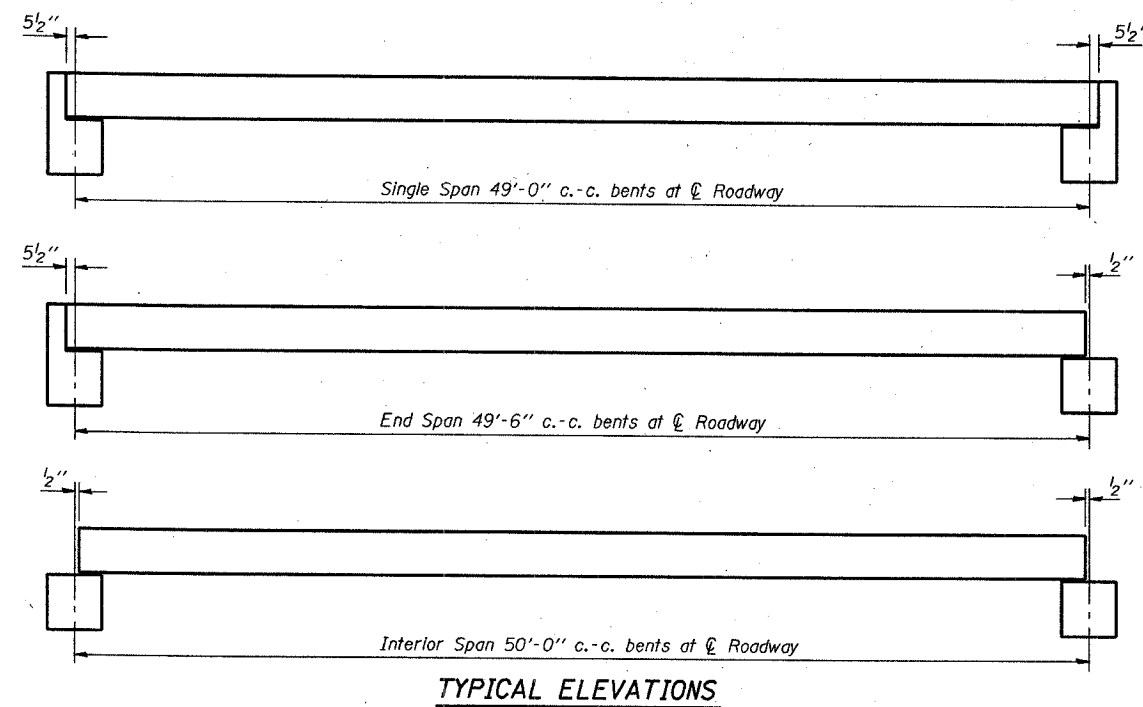 5½" 5½"
Single Span 49'-0" c.-c. bents at ℄ Roadway
5½" ½"
End Span 49'-6" c.-c. bents at ℄ Roadway
½" ½"
Interior Span 50'-0" c.-c. bents at ℄ Roadway
TYPICAL ELEVATIONS